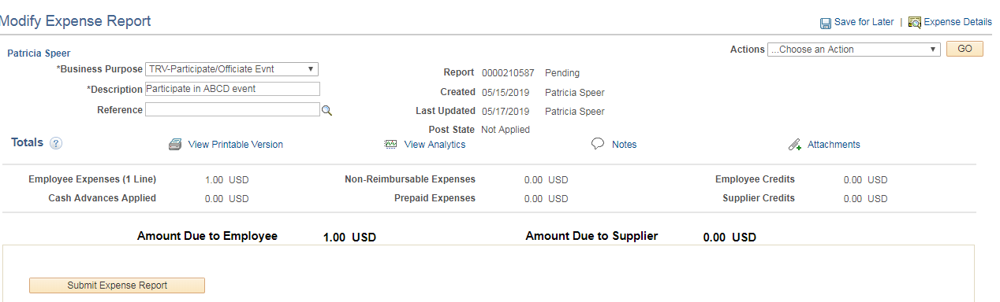 Modify Expense Report
Save for Later | Expense Details
Patricia Speer
Actions ...Choose an Action GO
*Business Purpose TRV-Participate/Officiate Evnt
Report 0000210587 Pending
*Description Participate in ABCD event
Created 05/15/2019 Patricia Speer
Reference
Last Updated 05/17/2019 Patricia Speer
Post State Not Applied
Totals ? View Printable Version View Analytics Notes Attachments
Employee Expenses (1 Line) 1.00 USD Non-Reimbursable Expenses 0.00 USD Employee Credits 0.00 USD
Cash Advances Applied 0.00 USD Prepaid Expenses 0.00 USD Supplier Credits 0.00 USD
Amount Due to Employee 1.00 USD Amount Due to Supplier 0.00 USD
Submit Expense Report